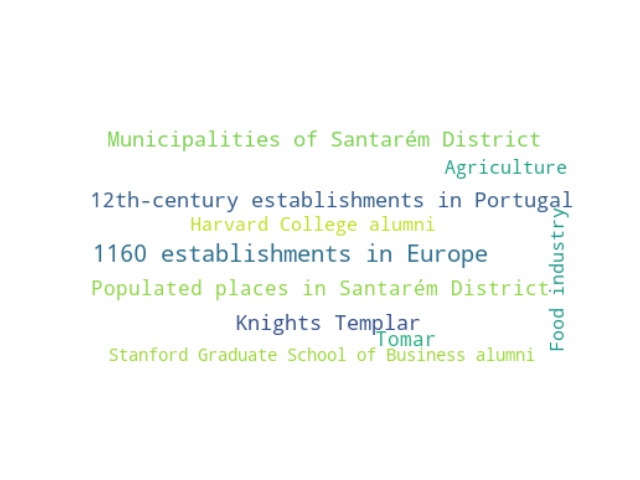 Municipalities of Santarém District
Agriculture
12th-century establishments in Portugal
Harvard College alumni
1160 establishments in Europe
Food industry
Populated places in Santarém District
Knights Templar
Tomar
Stanford Graduate School of Business alumni